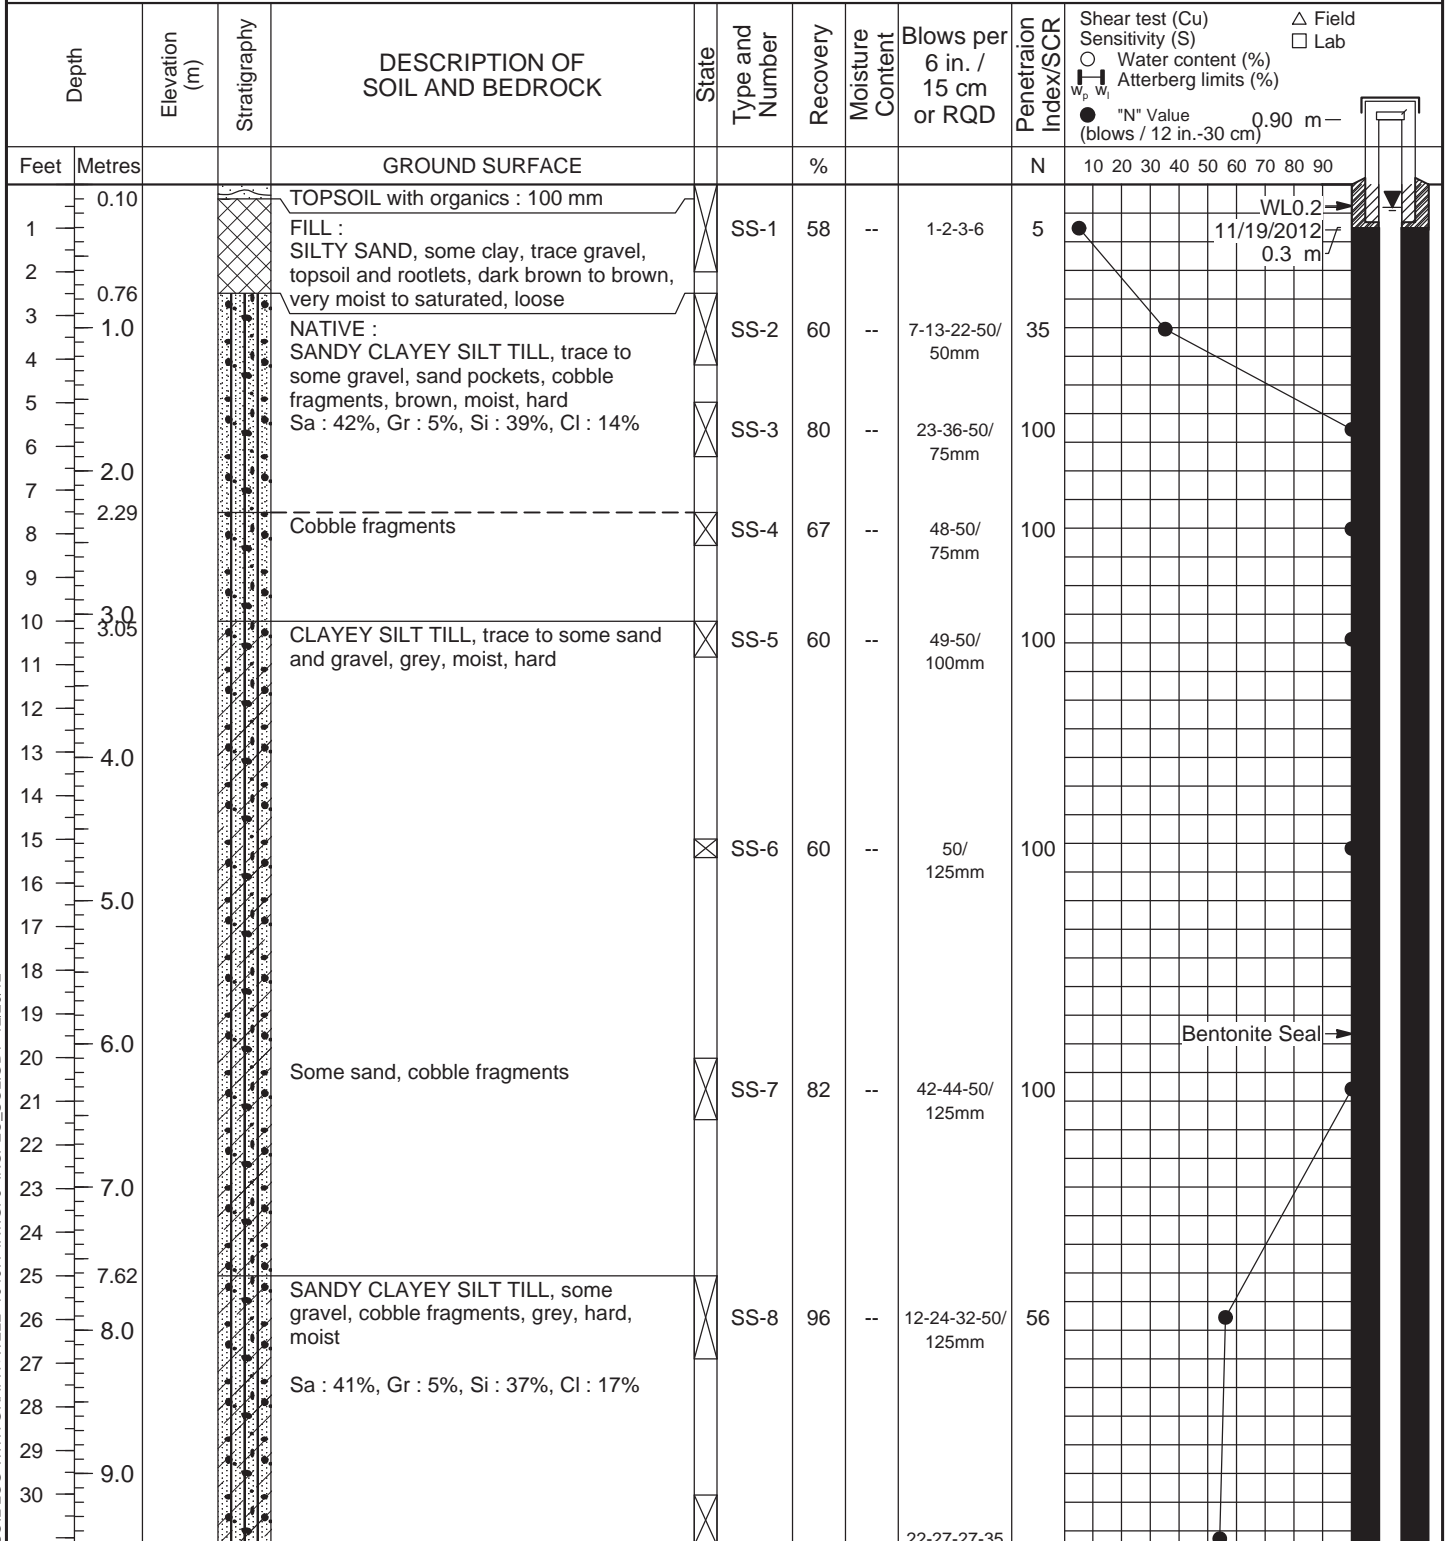 Depth
Elevation (m)
Stratigraphy
DESCRIPTION OF
SOIL AND BEDROCK
State
Type and Number
Recovery
Moisture Content
Blows per
6 in. /
15 cm
or RQD
Penetraion Index/SCR
Shear test (Cu) △ Field
Sensitivity (S) □ Lab
○ Water content (%)
Wp Wl Atterberg limits (%)
● "N" Value
(blows / 12 in.-30 cm)
0.90 m
Feet Metres GROUND SURFACE % N 10 20 30 40 50 60 70 80 90
0.10 TOPSOIL with organics : 100 mm
WL0.2
1 FILL : SS-1 58 -- 1-2-3-6 5 11/19/2012
SILTY SAND, some clay, trace gravel, 0.3 m
2 topsoil and rootlets, dark brown to brown,
0.76 very moist to saturated, loose
3 1.0 NATIVE : SS-2 60 -- 7-13-22-50/ 35
4 SANDY CLAYEY SILT TILL, trace to 50mm
some gravel, sand pockets, cobble
5 fragments, brown, moist, hard
Sa : 42%, Gr : 5%, Si : 39%, Cl : 14% SS-3 80 -- 23-36-50/ 100
6 75mm
2.0
7
2.29
8 Cobble fragments SS-4 67 -- 48-50/ 100
75mm
9
3.0
10 3.05
CLAYEY SILT TILL, trace to some sand SS-5 60 -- 49-50/ 100
11 and gravel, grey, moist, hard 100mm
12
13 4.0
14
15 SS-6 60 -- 50/ 100
125mm
16
5.0
17
18
19
Bentonite Seal
6.0
20
Some sand, cobble fragments
21 SS-7 82 -- 42-44-50/ 100
125mm
22
23 7.0
24
25 7.62
SANDY CLAYEY SILT TILL, some
26 gravel, cobble fragments, grey, hard, SS-8 96 -- 12-24-32-50/ 56
8.0 moist 125mm
27
Sa : 41%, Gr : 5%, Si : 37%, Cl : 17%
28
29
9.0
30
22-27-27-35